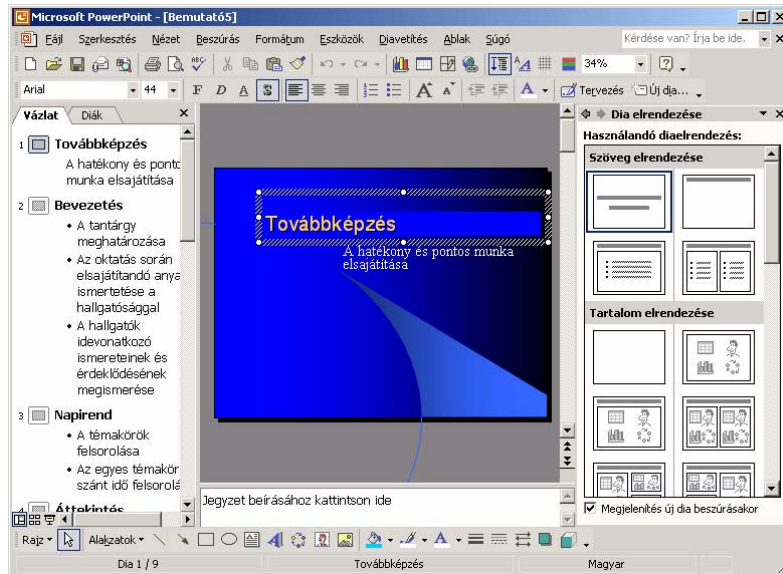 Microsoft PowerPoint - [Bemutató5]
Fájl Szerkesztés Nézet Beszúrás Formátum Eszközök Diavetítés Ablak Súgó Kérdése van? Írja be ide.
34%
Arial 44 F D A S Tervezés Új dia...
Vázlat Diák
Dia elrendezése
Használandó diaelrendezés:
Szöveg elrendezése
1 Továbbképzés
A hatékony és pontc
munka elsajátítása
2 Bevezetés
• A tantárgy
meghatározása
• Az oktatás során
elsajátítandó anya
ismertetése a
hallgatósággal
• A hallgatók
idevonatkozó
ismereteinek és
érdeklődésének
megismerése
3 Napirend
• A témakörök
felsorolása
• Az egyes témakör
szánt idő felsorolá
4 Áttekintés
Továbbképzés
A hatékony és pontos munka
elsajátítása
Tartalom elrendezése
Jegyzet beírásához kattintson ide
Megjelenítés új dia beszúrásakor
Rajz Alakzatok
Dia 1 / 9 Továbbképzés Magyar